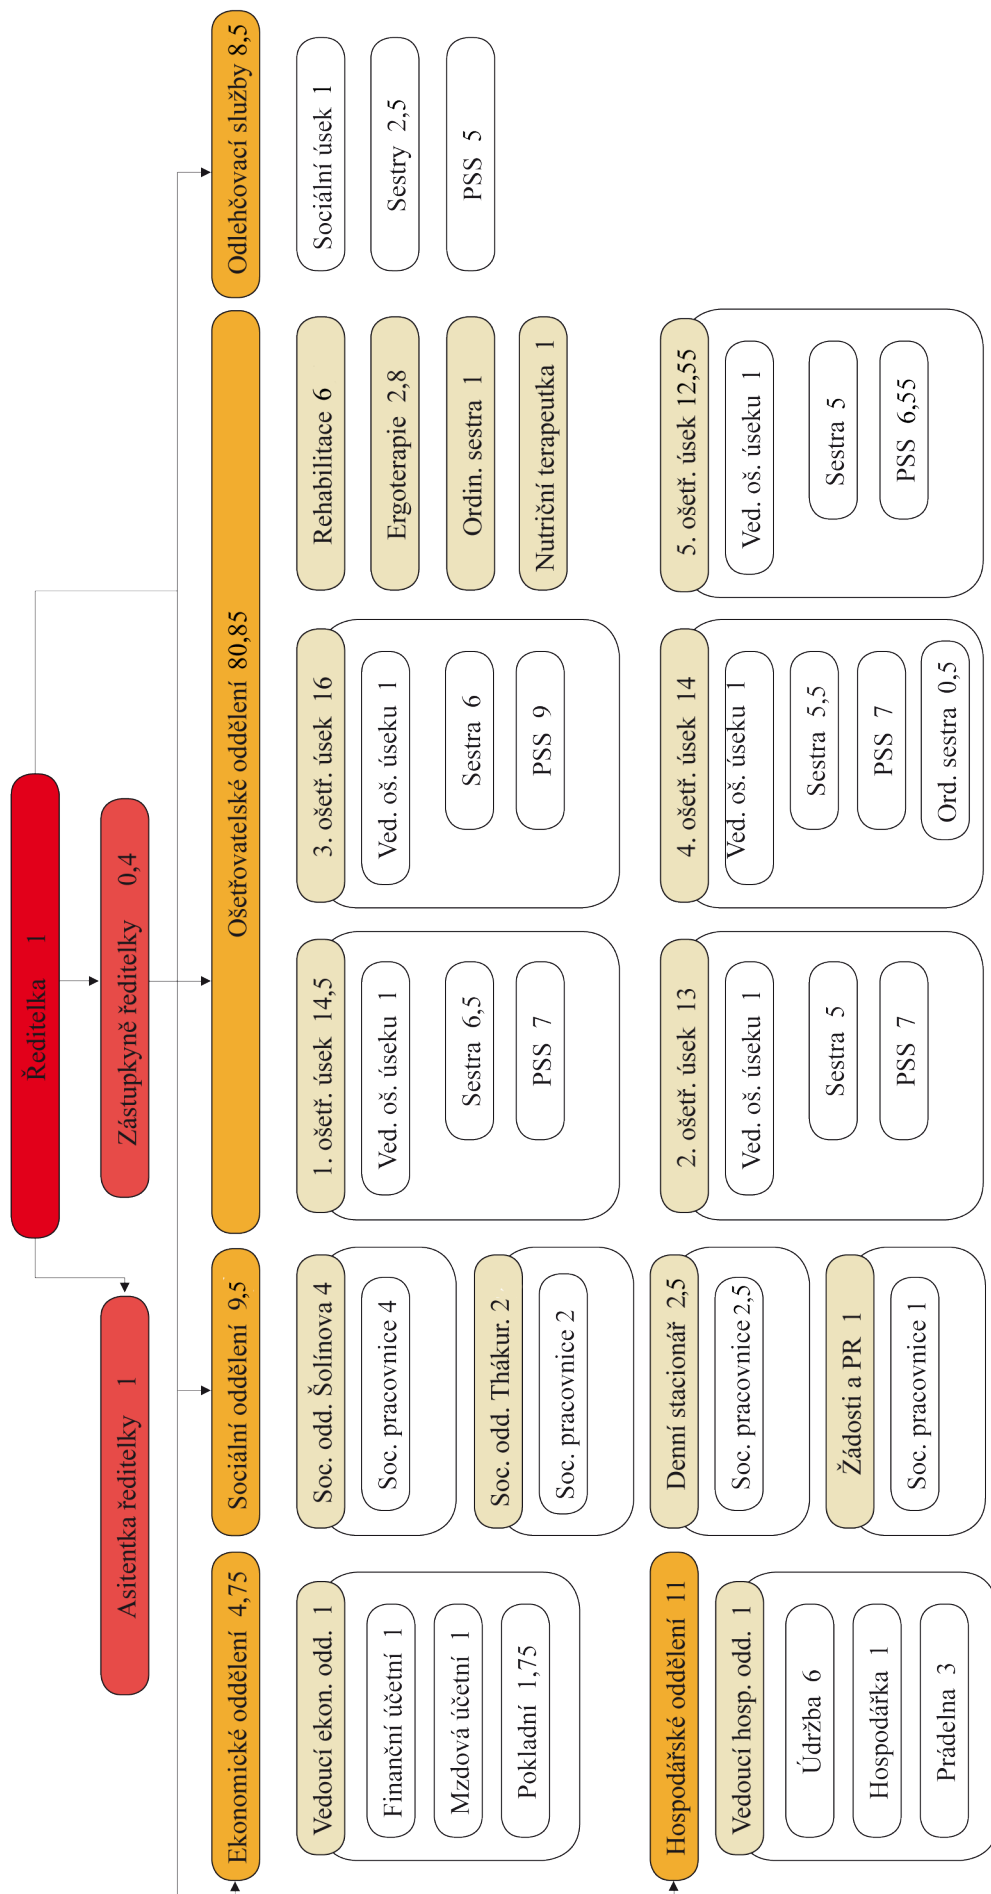 Ředitelka 1
Asitentka ředitelky 1
Zástupkyně ředitelky 0,4
Ekonomické oddělení 4,75
Vedoucí ekon. odd. 1
Finanční účetní 1
Mzdová účetní 1
Pokladní 1,75
Hospodářské oddělení 11
Vedoucí hosp. odd. 1
Údržba 6
Hospodářka 1
Prádelna 3
Sociální oddělení 9,5
Soc. odd. Šolínova 4
Soc. pracovnice 4
Soc. odd. Thákur. 2
Soc. pracovnice 2
Denní stacionář 2,5
Soc. pracovnice 2,5
Žádosti a PR 1
Soc. pracovnice 1
Ošetřovatelské oddělení 80,85
1. ošetř. úsek 14,5
Ved. oš. úseku 1
Sestra 6,5
PSS 7
2. ošetř. úsek 13
Ved. oš. úseku 1
Sestra 5
PSS 7
3. ošetř. úsek 16
Ved. oš. úseku 1
Sestra 6
PSS 9
4. ošetř. úsek 14
Ved. oš. úseku 1
Sestra 5,5
PSS 7
Ord. sestra 0,5
Rehabilitace 6
Ergoterapie 2,8
Ordin. sestra 1
Nutriční terapeutka 1
5. ošetř. úsek 12,55
Ved. oš. úseku 1
Sestra 5
PSS 6,55
Odlehčovací služby 8,5
Sociální úsek 1
Sestry 2,5
PSS 5